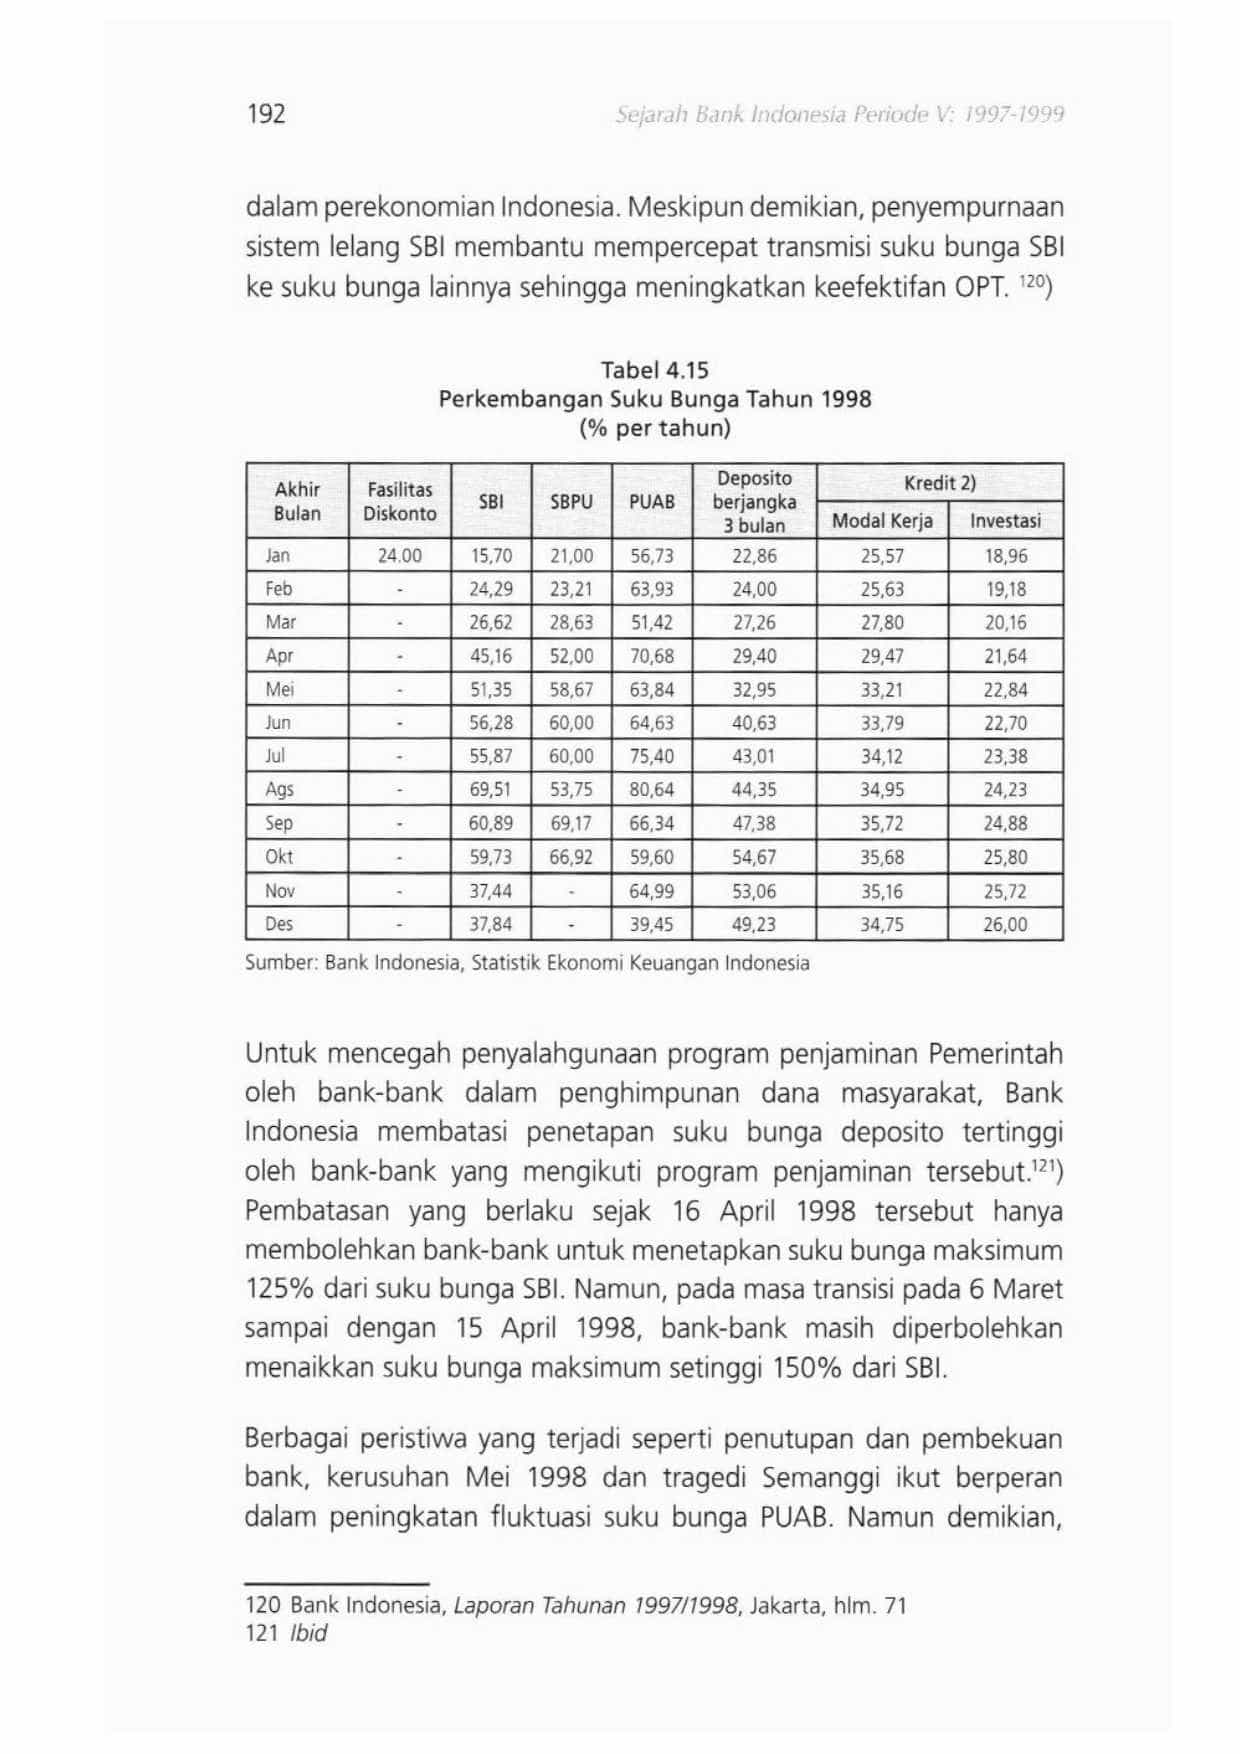 192 Sejarah Bank Indonesia Periode V: 1997-1999
dalam perekonomian Indonesia. Meskipun demikian, penyempurnaan
sistem lelang SBI membantu mempercepat transmisi suku bunga SBI
ke suku bunga lainnya sehingga meningkatkan keefektifan OPT. 120)
Tabel 4.15
Perkembangan Suku Bunga Tahun 1998
(% per tahun)
Akhir Bulan Fasilitas Diskonto SBI SBPU PUAB Deposito berjangka 3 bulan Kredit 2)
Modal Kerja Investasi
Jan 24.00 15,70 21,00 56,73 22,86 25,57 18,96
Feb - 24,29 23,21 63,93 24,00 25,63 19,18
Mar - 26,62 28,63 51,42 27,26 27,80 20,16
Apr - 45,16 52,00 70,68 29,40 29,47 21,64
Mei - 51,35 58,67 63,84 32,95 33,21 22,84
Jun - 56,28 60,00 64,63 40,63 33,79 22,70
Jul - 55,87 60,00 75,40 43,01 34,12 23,38
Ags - 69,51 53,75 80,64 44,35 34,95 24,23
Sep - 60,89 69,17 66,34 47,38 35,72 24,88
Okt - 59,73 66,92 59,60 54,67 35,68 25,80
Nov - 37,44 - 64,99 53,06 35,16 25,72
Des - 37,84 - 39,45 49,23 34,75 26,00
Sumber: Bank Indonesia, Statistik Ekonomi Keuangan Indonesia
Untuk mencegah penyalahgunaan program penjaminan Pemerintah
oleh bank-bank dalam penghimpunan dana masyarakat, Bank
Indonesia membatasi penetapan suku bunga deposito tertinggi
oleh bank-bank yang mengikuti program penjaminan tersebut.121)
Pembatasan yang berlaku sejak 16 April 1998 tersebut hanya
membolehkan bank-bank untuk menetapkan suku bunga maksimum
125% dari suku bunga SBI. Namun, pada masa transisi pada 6 Maret
sampai dengan 15 April 1998, bank-bank masih diperbolehkan
menaikkan suku bunga maksimum setinggi 150% dari SBI.
Berbagai peristiwa yang terjadi seperti penutupan dan pembekuan
bank, kerusuhan Mei 1998 dan tragedi Semanggi ikut berperan
dalam peningkatan fluktuasi suku bunga PUAB. Namun demikian,
120 Bank Indonesia, Laporan Tahunan 1997/1998, Jakarta, hlm. 71
121 Ibid